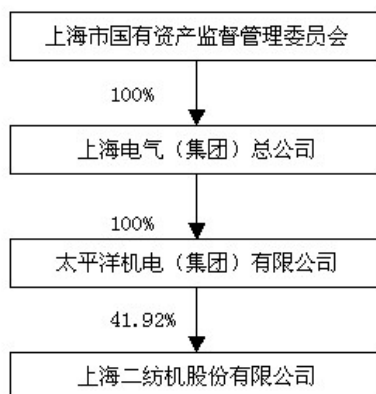 上海市国有资产监督管理委员会
100%
上海电气（集团）总公司
100%
太平洋机电（集团）有限公司
41.92%
上海二纺机股份有限公司